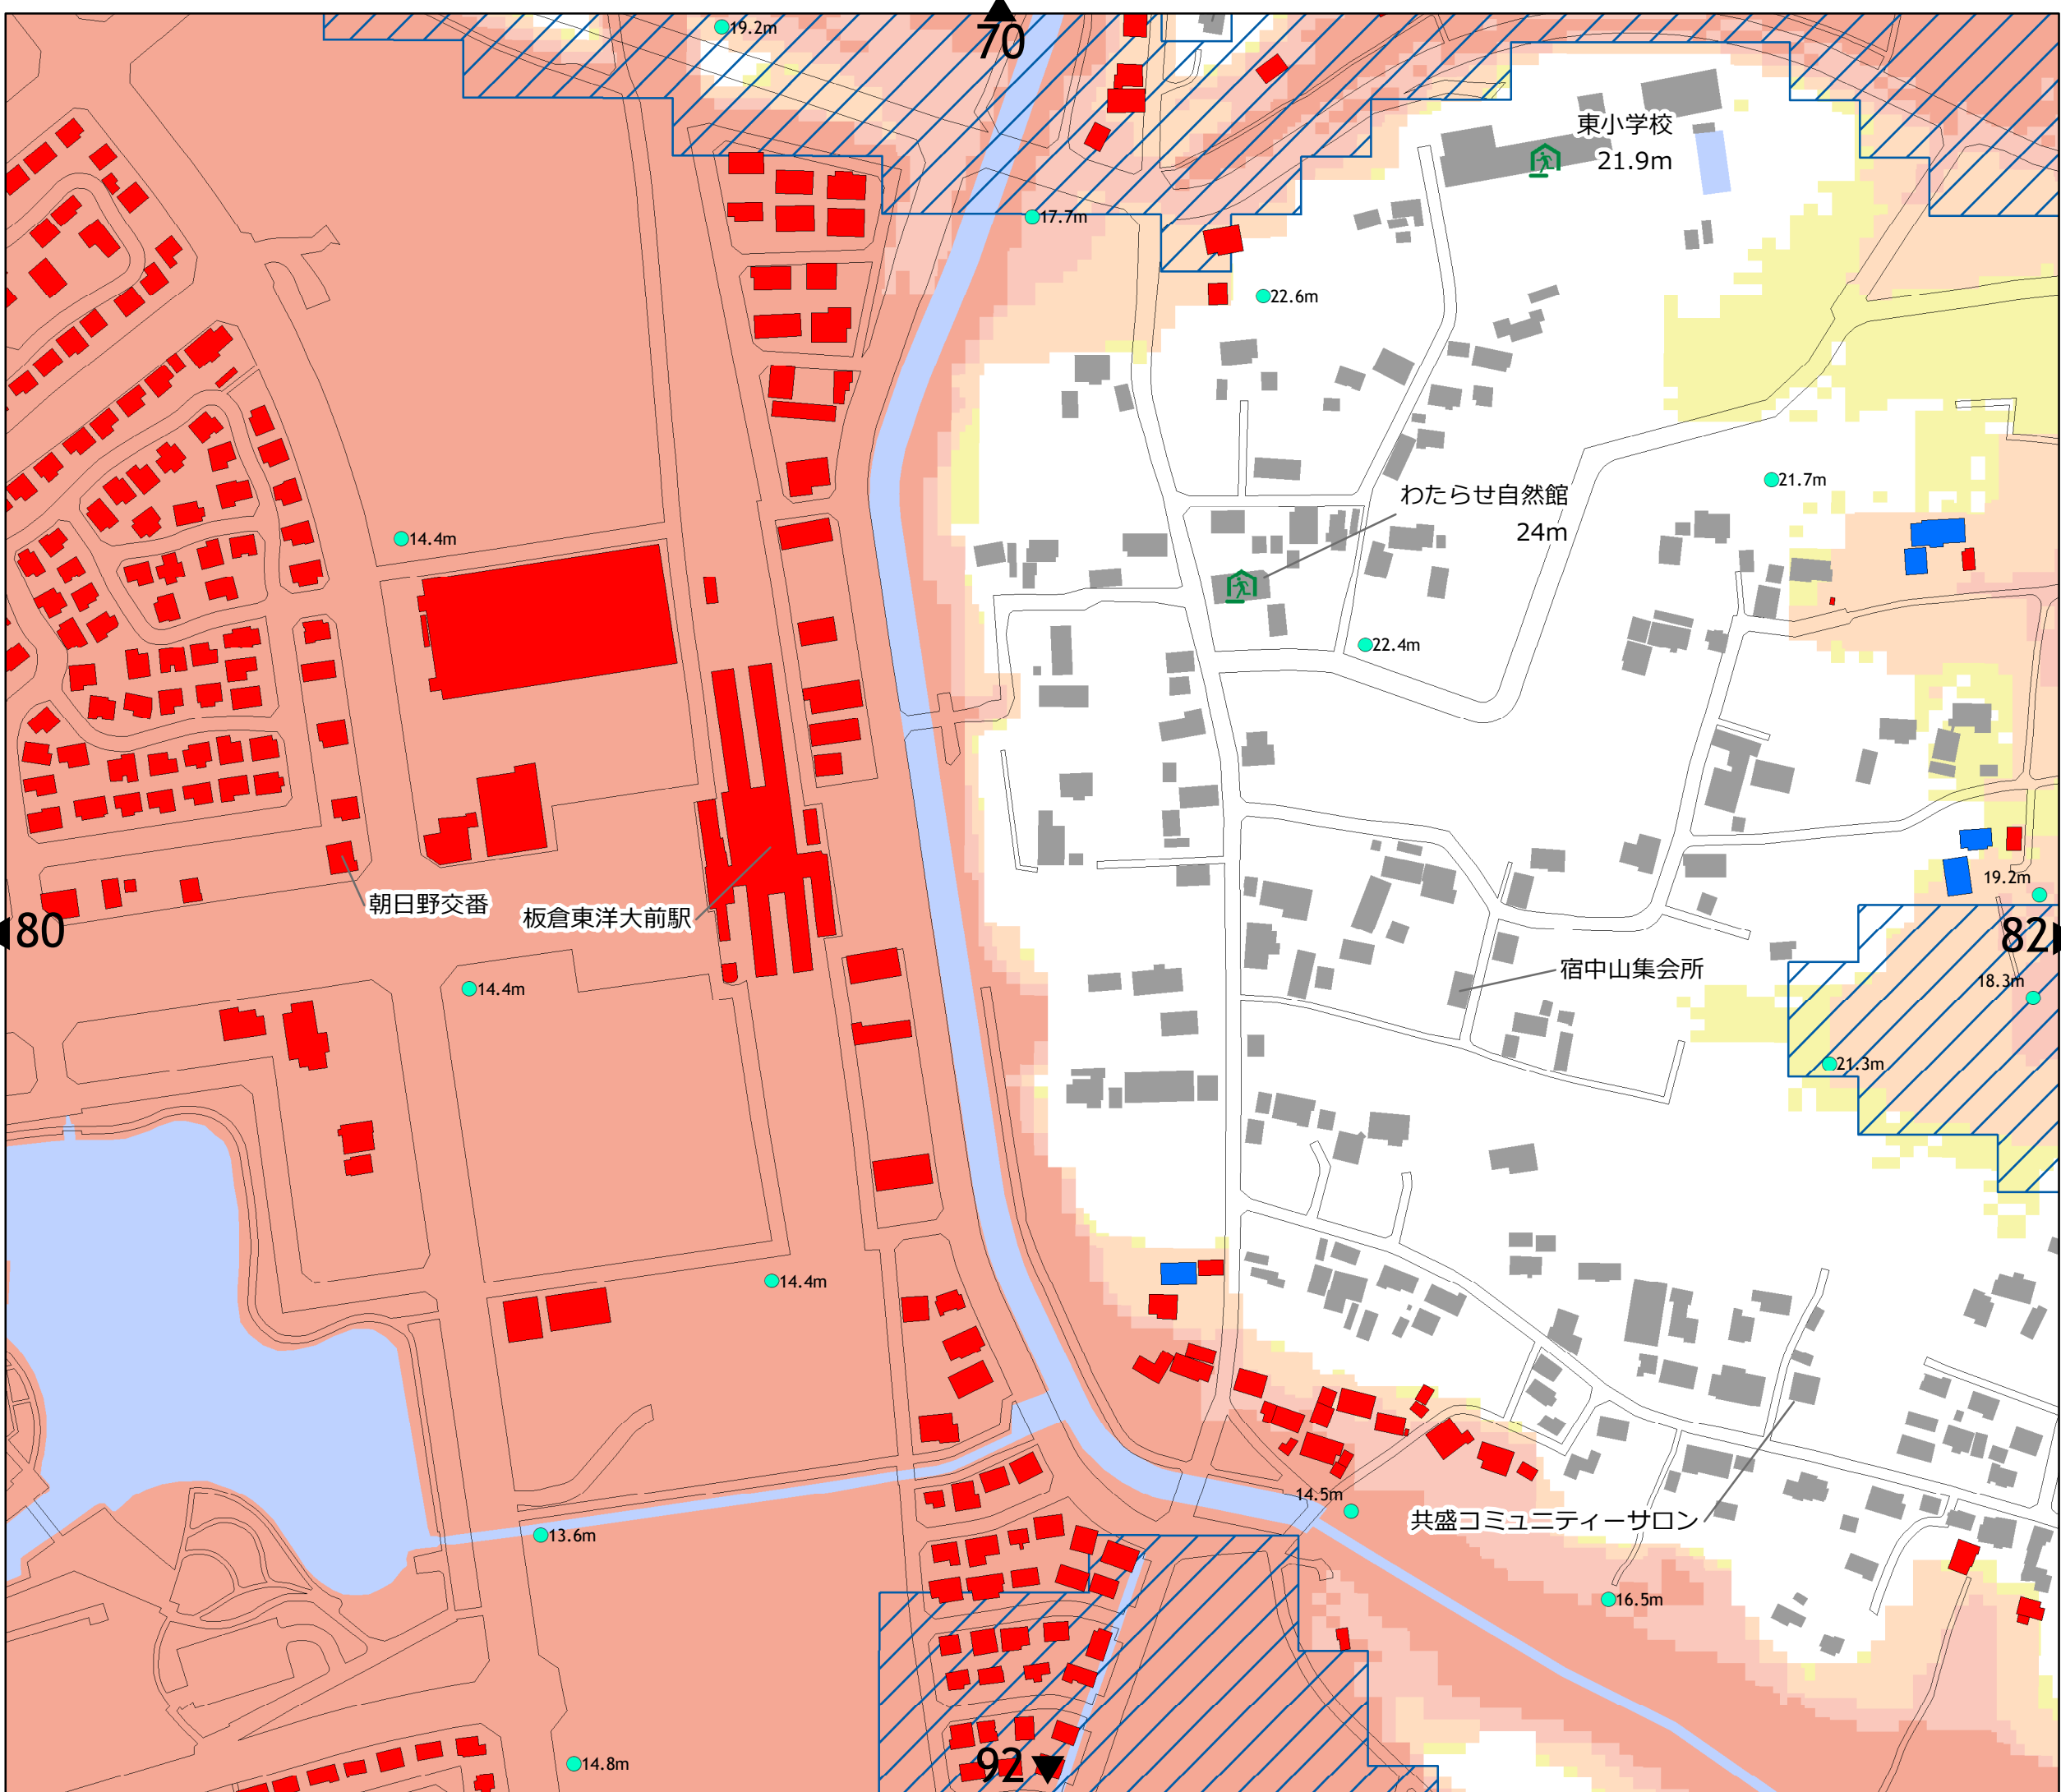 19.2m
70
東小学校
21.9m
17.7m
22.6m
21.7m
わたらせ自然館
24m
14.4m
22.4m
朝日野交番
板倉東洋大前駅
19.2m
80
82
宿中山集会所
18.3m
14.4m
21.3m
14.4m
14.5m
共盛コミュニティーサロン
13.6m
16.5m
92
14.8m